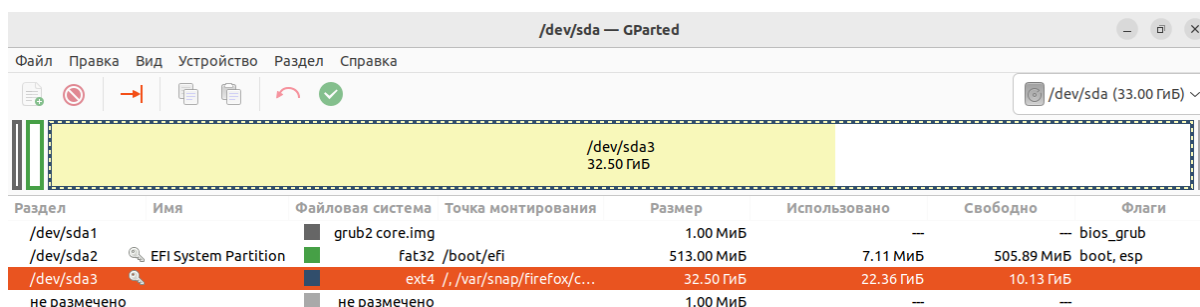 /dev/sda — GParted
Файл Правка Вид Устройство Раздел Справка
/dev/sda (33.00 ГиБ)
/dev/sda3
32.50 ГиБ
Раздел Имя Файловая система Точка монтирования Размер Использовано Свободно Флаги
/dev/sda1 grub2 core.img 1.00 МиБ --- --- bios_grub
/dev/sda2 EFI System Partition fat32 /boot/efi 513.00 МиБ 7.11 МиБ 505.89 МиБ boot, esp
/dev/sda3 ext4 /, /var/snap/firefox/c... 32.50 ГиБ 22.36 ГиБ 10.13 ГиБ
не размечено не размечено 1.00 МиБ --- ---